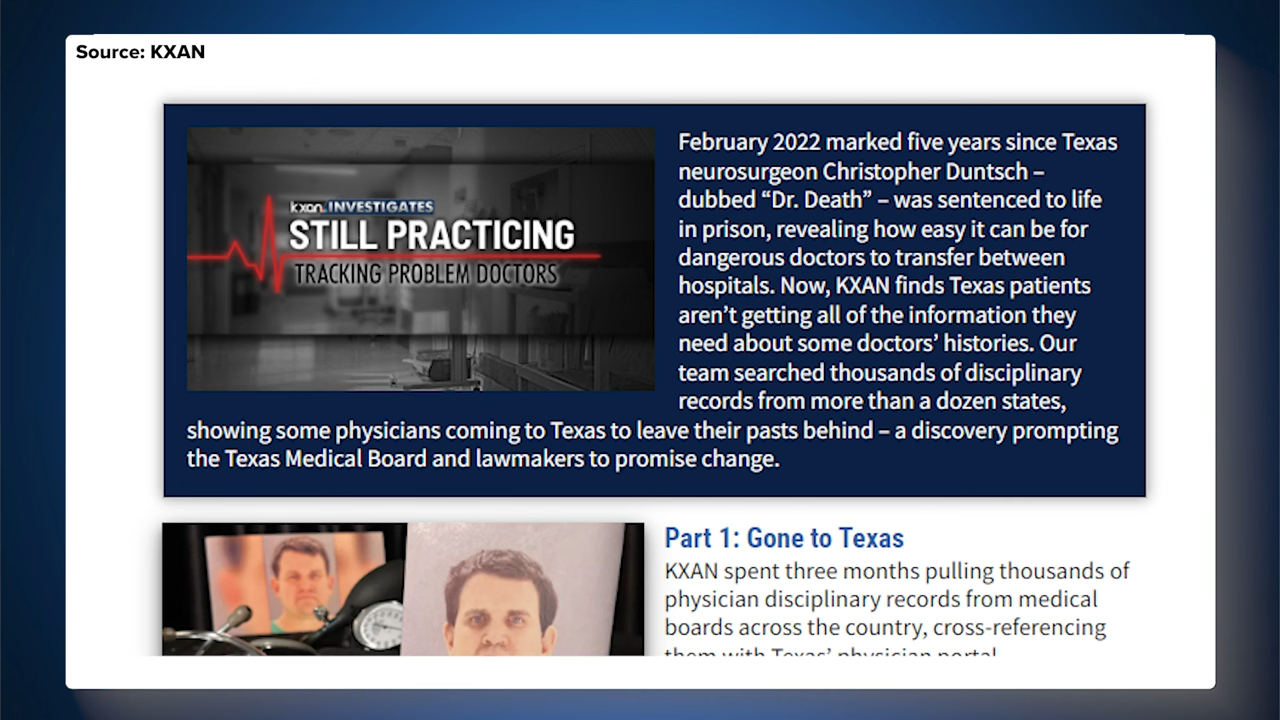 Source: KXAN
kxan INVESTIGATES
STILL PRACTICING
TRACKING PROBLEM DOCTORS
February 2022 marked five years since Texas
neurosurgeon Christopher Duntsch –
dubbed “Dr. Death” – was sentenced to life
in prison, revealing how easy it can be for
dangerous doctors to transfer between
hospitals. Now, KXAN finds Texas patients
aren’t getting all of the information they
need about some doctors’ histories. Our
team searched thousands of disciplinary
records from more than a dozen states,
showing some physicians coming to Texas to leave their pasts behind – a discovery prompting
the Texas Medical Board and lawmakers to promise change.
Part 1: Gone to Texas
KXAN spent three months pulling thousands of
physician disciplinary records from medical
boards across the country, cross-referencing
them with Texas’ physician portal